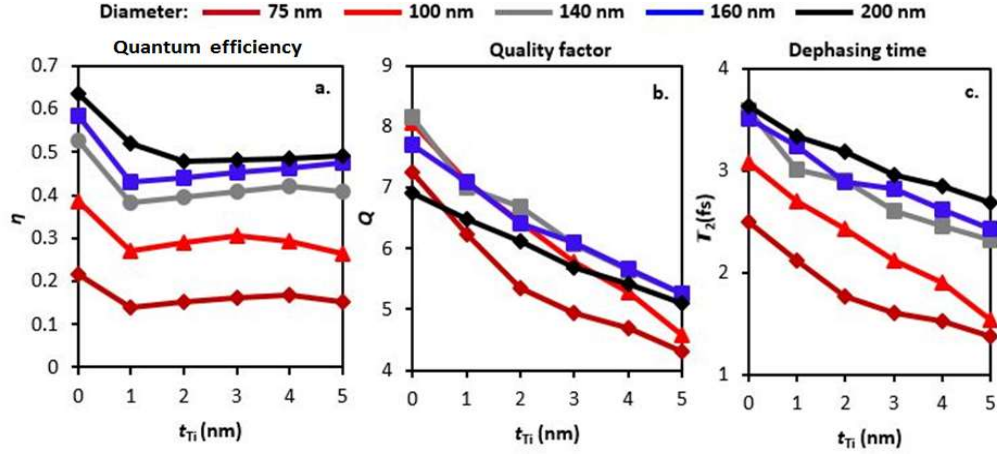 Diameter: 75 nm 100 nm 140 nm 160 nm 200 nm
Quantum efficiency Quality factor Dephasing time
0.7 9 4
a. b. c.
0.6 8
0.5 3
η 0.4 Q 7 T₂(fs)
0.3 6
0.2 2
0.1 5
0 4 1
0 1 2 3 4 5 0 1 2 3 4 5 0 1 2 3 4 5
tTi (nm) tTi (nm) tTi (nm)